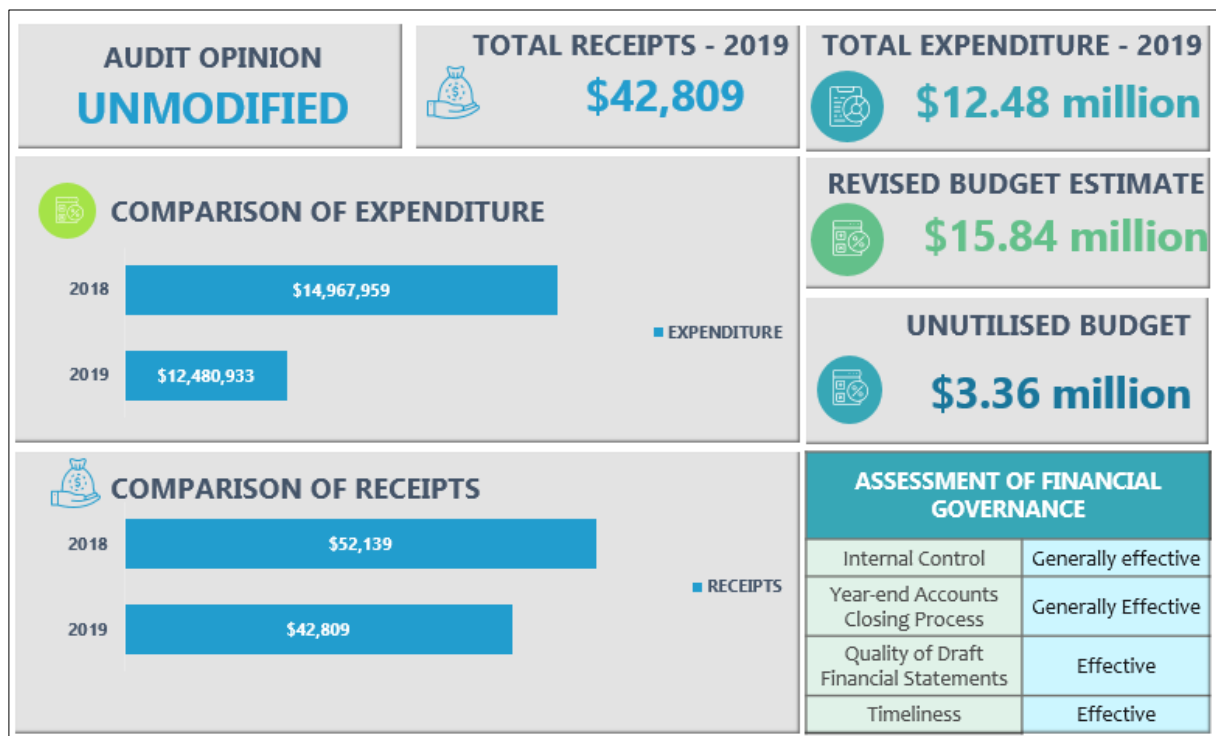 AUDIT OPINION
UNMODIFIED
TOTAL RECEIPTS - 2019
$42,809
TOTAL EXPENDITURE - 2019
$12.48 million
COMPARISON OF EXPENDITURE
2018
$14,967,959
2019
$12,480,933
EXPENDITURE
REVISED BUDGET ESTIMATE
$15.84 million
UNUTILISED BUDGET
$3.36 million
COMPARISON OF RECEIPTS
2018
$52,139
2019
$42,809
RECEIPTS
ASSESSMENT OF FINANCIAL
GOVERNANCE
Internal Control
Generally effective
Year-end Accounts
Closing Process
Generally Effective
Quality of Draft
Financial Statements
Effective
Timeliness
Effective